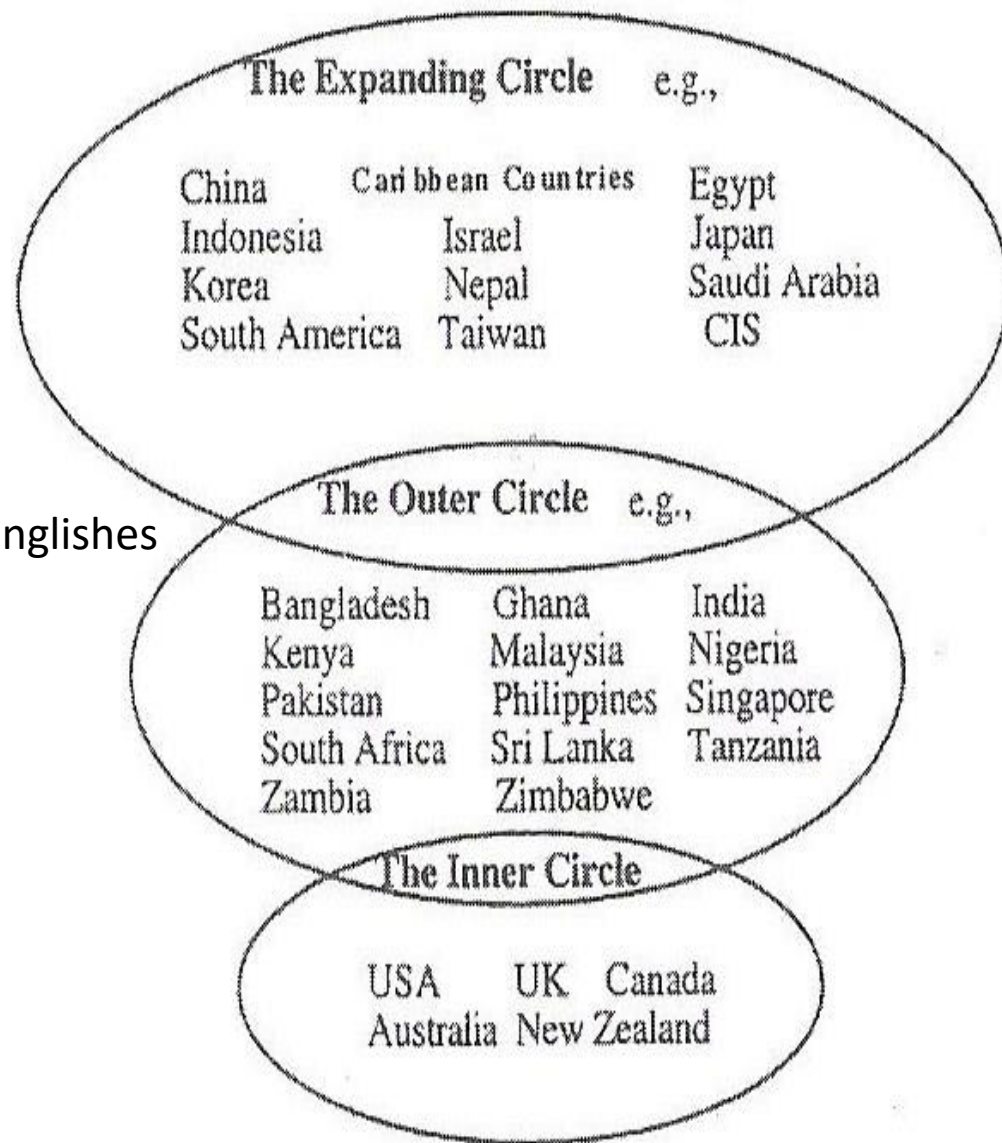 The Expanding Circle e.g.,
China Caribbean Countries Egypt
Indonesia Israel Japan
Korea Nepal Saudi Arabia
South America Taiwan CIS
The Outer Circle e.g.,
nglishes
Bangladesh Ghana India
Kenya Malaysia Nigeria
Pakistan Philippines Singapore
South Africa Sri Lanka Tanzania
Zambia Zimbabwe
The Inner Circle
USA UK Canada
Australia New Zealand